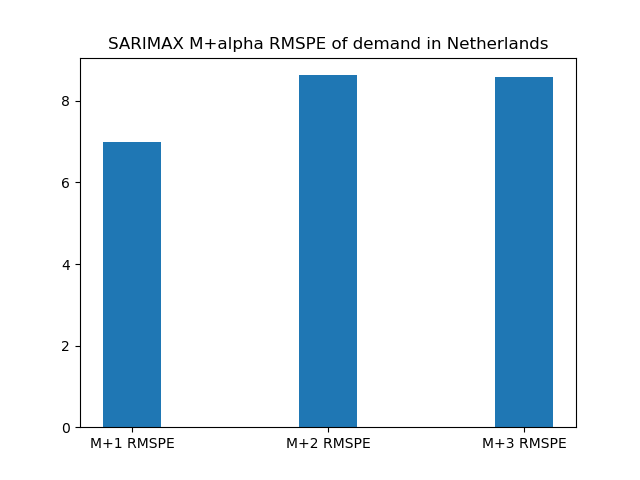 SARIMAX M+alpha RMSPE of demand in Netherlands
8
6
4
2
0
M+1 RMSPE M+2 RMSPE M+3 RMSPE